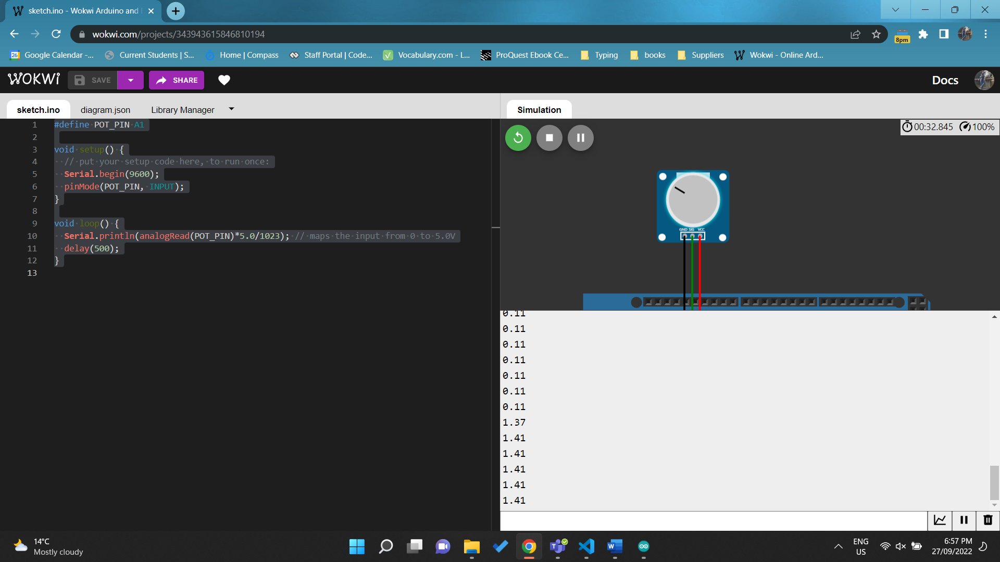 sketch.ino - Wokwi Arduino and
wokwi.com/projects/343943615846810194
8pm
26
Google Calendar -...
Current Students | S...
Home | Compass
Staff Portal | Code...
Vocabulary.com - L...
ProQuest Ebook Ce...
Typing
books
Suppliers
Wokwi - Online Ard...
WOKWI
SAVE
SHARE
Docs
sketch.ino
diagram.json
Library Manager
Simulation
1 #define POT_PIN A1
2
3 void setup() {
4 // put your setup code here, to run once:
5 Serial.begin(9600);
6 pinMode(POT_PIN, INPUT);
7 }
8
9 void loop() {
10 Serial.println(analogRead(POT_PIN)*5.0/1023); // maps the input from 0 to 5.0V
11 delay(500);
12 }
13
00:32.845 100%
GND SIG VCC
0.11
0.11
0.11
0.11
0.11
0.11
0.11
1.37
1.41
1.41
1.41
1.41
1.41
14°C
Mostly cloudy
ENG
US
6:57 PM
27/09/2022